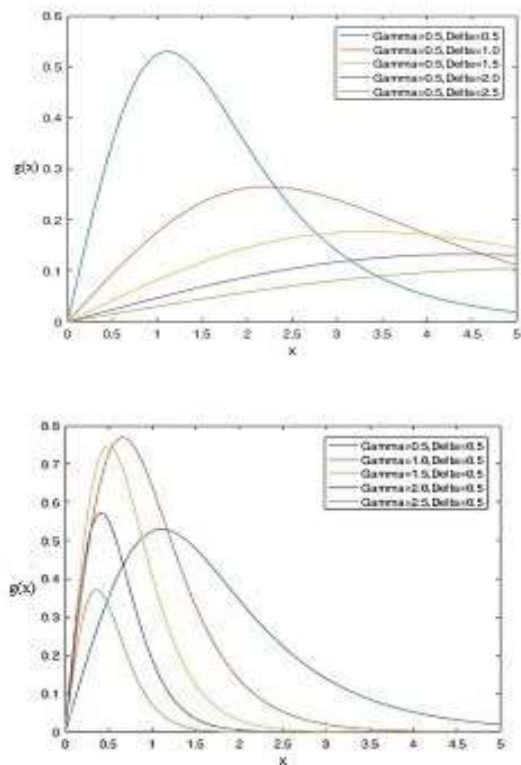 0.6
0.5
0.4
0.3
0.2
0.1
0
g(x)
Gamma=0.5,Delta=0.5
Gamma=0.5,Delta=1.0
Gamma=0.5,Delta=1.5
Gamma=0.5,Delta=2.0
Gamma=0.5,Delta=2.5
0 0.5 1 1.5 2 2.5 3 3.5 4 4.5 5
x
0.8
0.7
0.6
0.5
0.4
0.3
0.2
0.1
0
g(x)
Gamma=0.5,Delta=0.5
Gamma=1.0,Delta=0.5
Gamma=1.5,Delta=0.5
Gamma=2.0,Delta=0.5
Gamma=2.5,Delta=0.5
0 0.5 1 1.5 2 2.5 3 3.5 4 4.5 5
x